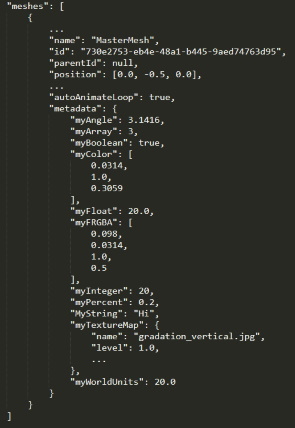 "meshes": [
{
...
"name": "MasterMesh",
"id": "730e2753-eb4e-48a1-b445-9aed74763d95",
"parentId": null,
"position": [0.0, -0.5, 0.0],
...
"autoAnimateLoop": true,
"metadata": {
"myAngle": 3.1416,
"myArray": 3,
"myBoolean": true,
"myColor": [
0.0314,
1.0,
0.3059
],
"myFloat": 20.0,
"myFRGBA": [
0.098,
0.0314,
1.0,
0.5
],
"myInteger": 20,
"myPercent": 0.2,
"MyString": "Hi",
"myTextureMap": {
"name": "gradation_vertical.jpg",
"level": 1.0,
...
},
"myWorldUnits": 20.0
}
}
]